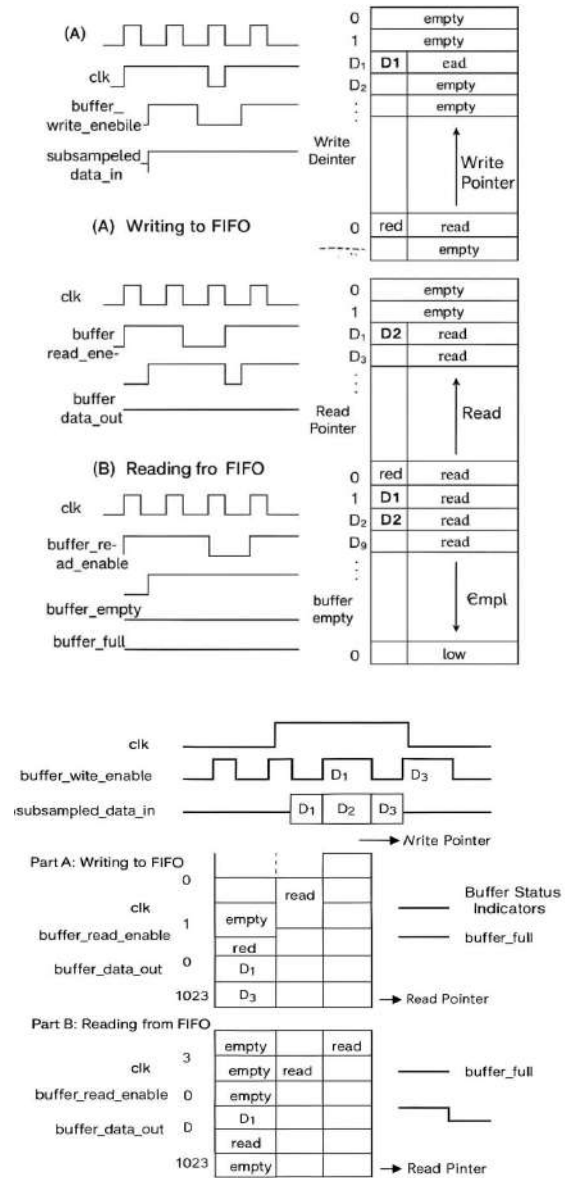 (A)
clk
buffer_
write_enebile
subsampeled_
data_in
(A) Writing to FIFO
0 empty
1 empty
D₁ D1 ead
D₂ empty
⋮ empty
Write
Deinter
Write
Pointer
0 red read
empty
clk
buffer
read_ene-
buffer
data_out
(B) Reading fro FIFO
0 empty
1 empty
D₁ D2 read
D₃ read
⋮
Read
Pointer
Read
clk
buffer_re-
ad_enable
buffer_empty
buffer_full
0 red read
1 D1 read
D₂ D2 read
D₉ read
⋮
buffer
empty
Empl
0 low
clk
buffer_wite_enable D₁ D₃
subsampled_data_in D₁ D₂ D₃
Nrite Pointer
Part A: Writing to FIFO
0
read
clk
1 empty
buffer_read_enable
red
0
buffer_data_out D₁
1023 D₃
Buffer Status
Indicators
buffer_full
Read Pointer
Part B: Reading from FIFO
empty read
3
clk empty read
buffer_read_enable 0 empty
D₁
buffer_data_out D
read
1023 empty
buffer_full
Read Pinter